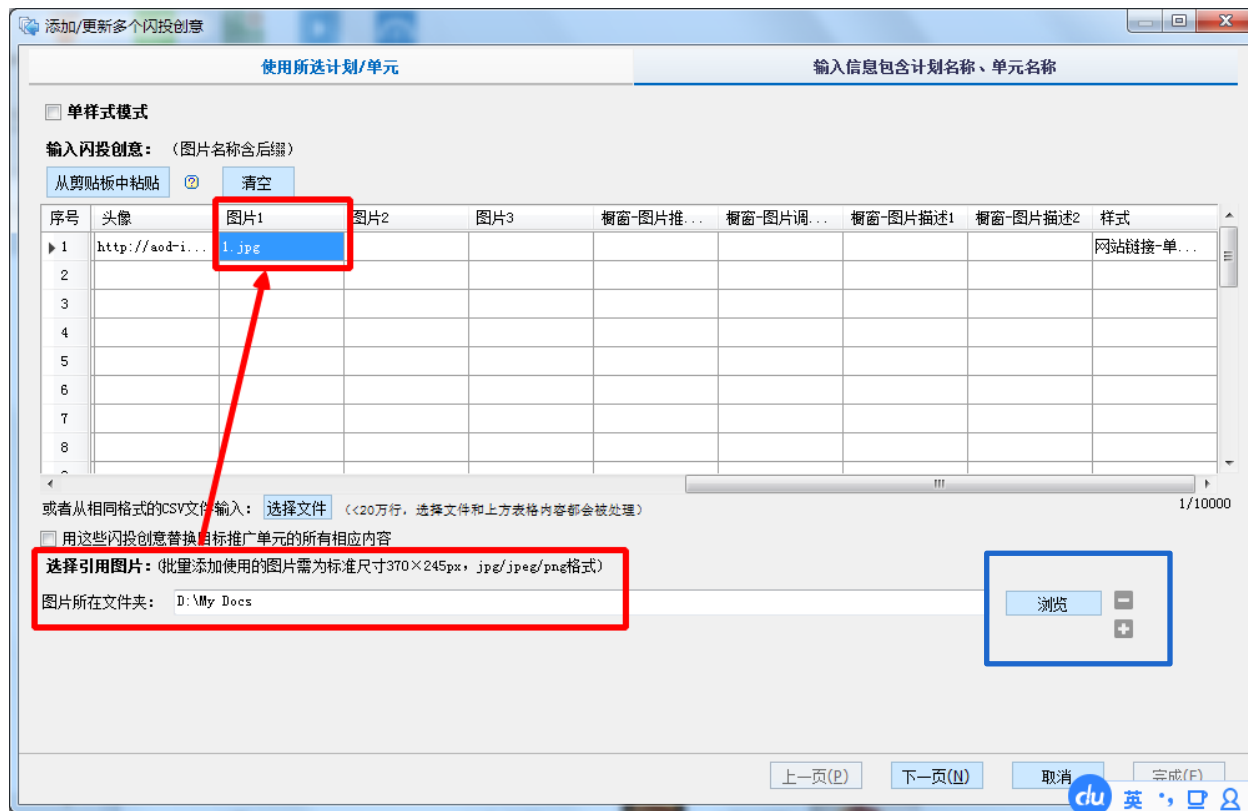 添加/更新多个闪投创意
使用所选计划/单元 输入信息包含计划名称、单元名称
单样式模式
输入闪投创意：（图片名称含后缀）
从剪贴板中粘贴 清空
序号 头像 图片1 图片2 图片3 橱窗-图片推... 橱窗-图片调... 橱窗-图片描述1 橱窗-图片描述2 样式
1 http://aod-i... 1.jpg 网站链接-单...
2
3
4
5
6
7
8
或者从相同格式的CSV文件输入： 选择文件 （<20万行，选择文件和上方表格内容都会被处理） 1/10000
用这些闪投创意替换目标推广单元的所有相应内容
选择引用图片：(批量添加使用的图片需为标准尺寸370×245px，jpg/jpeg/png格式)
图片所在文件夹： D:\My Docs 浏览
上一页(P) 下一页(N) 取消 完成(F)
du 英